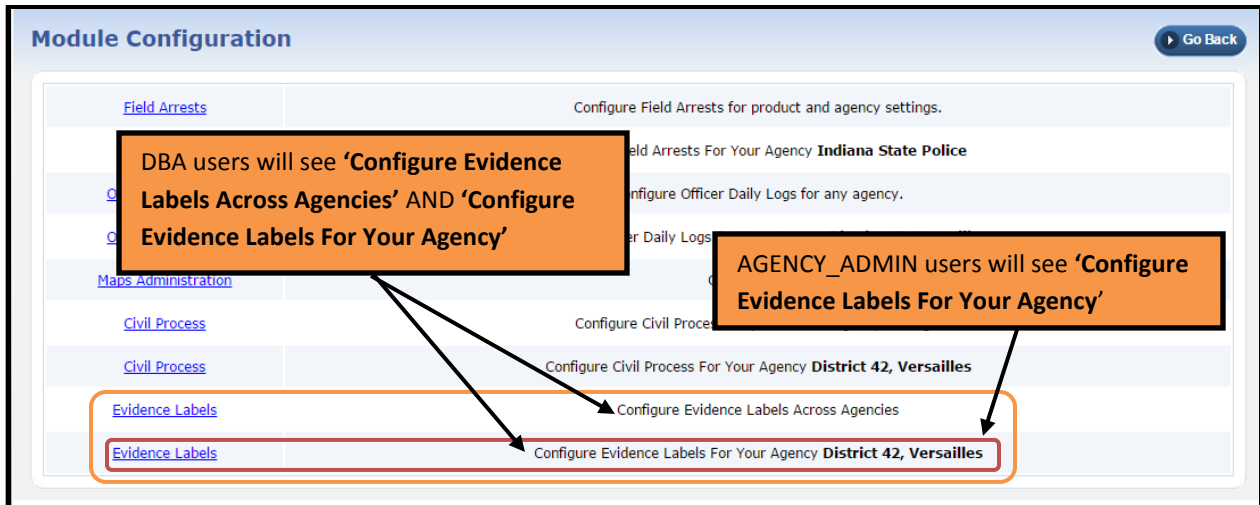 Module Configuration
Go Back
Field Arrests
Configure Field Arrests for product and agency settings.
DBA users will see ‘Configure Evidence
Labels Across Agencies’ AND ‘Configure
Evidence Labels For Your Agency’
Arrests For Your Agency Indiana State Police
Officer Daily Logs for any agency.
Daily Logs
AGENCY_ADMIN users will see ‘Configure
Evidence Labels For Your Agency’
Maps Administration
Civil Process
Configure Civil
Civil Process
Configure Civil Process For Your Agency District 42, Versailles
Evidence Labels
Configure Evidence Labels Across Agencies
Evidence Labels
Configure Evidence Labels For Your Agency District 42, Versailles